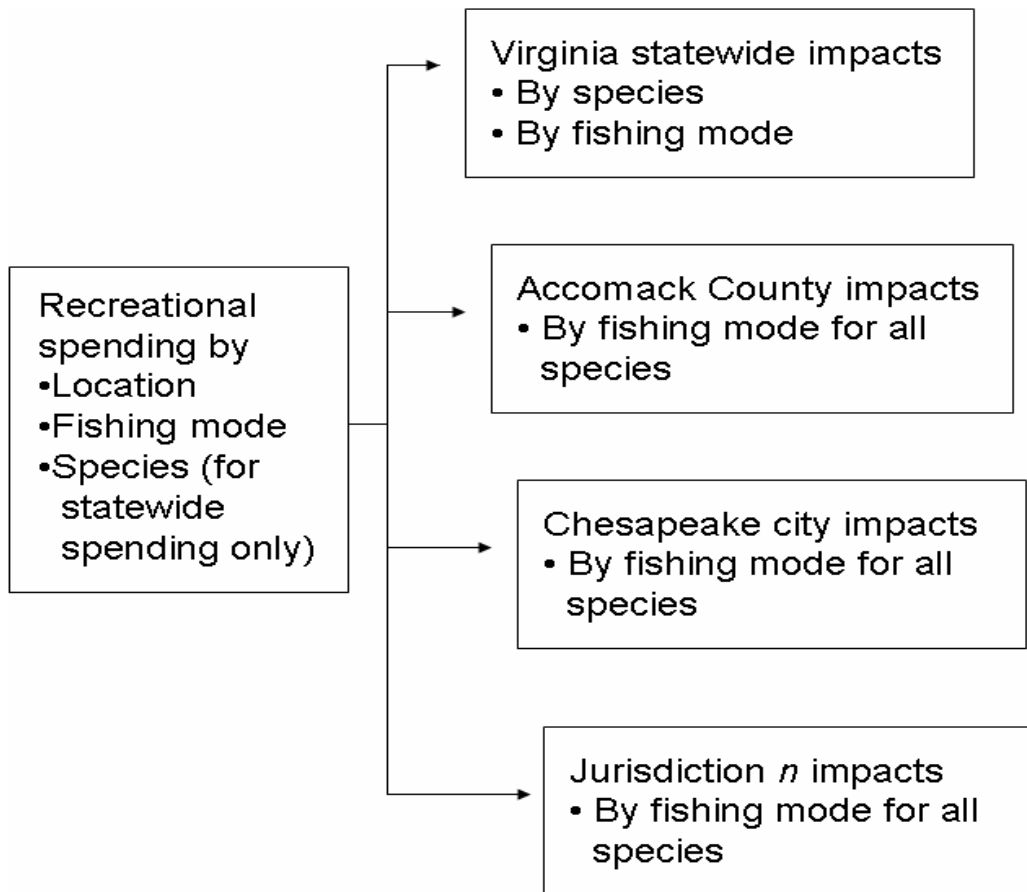 Virginia statewide impacts
• By species
• By fishing mode
Recreational
spending by
•Location
•Fishing mode
•Species (for
statewide
spending only)
Accomack County impacts
• By fishing mode for all
species
Chesapeake city impacts
• By fishing mode for all
species
Jurisdiction n impacts
• By fishing mode for all
species